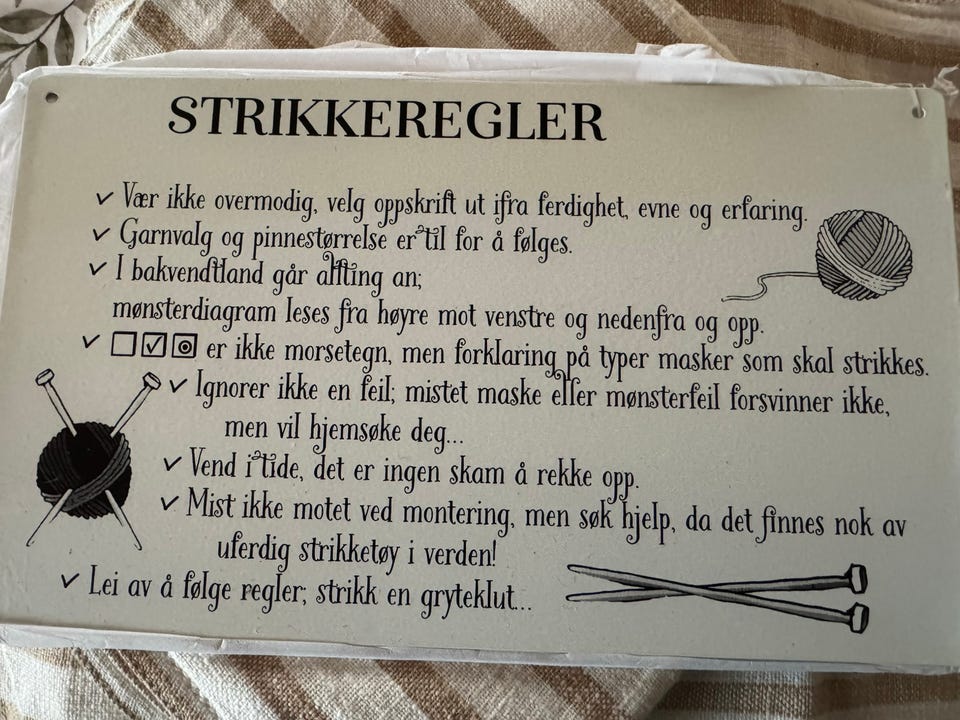 STRIKKEREGLER
✓ Vær ikke overmodig, velg oppskrift ut ifra ferdighet, evne og erfaring.
✓ Garnvalg og pinnestørrelse er til for å følges.
✓ I bakvendtland går allting an;
mønsterdiagram leses fra høyre mot venstre og nedenfra og opp.
✓ ☐ ☑ ◉ er ikke morsetegn, men forklaring på typer masker som skal strikkes.
✓ Ignorer ikke en feil; mistet maske eller mønsterfeil forsvinner ikke,
men vil hjemsøke deg...
✓ Vend i tide, det er ingen skam å rekke opp.
✓ Mist ikke motet ved montering, men søk hjelp, da det finnes nok av
uferdig strikketøy i verden!
✓ Lei av å følge regler; strikk en gryteklut...